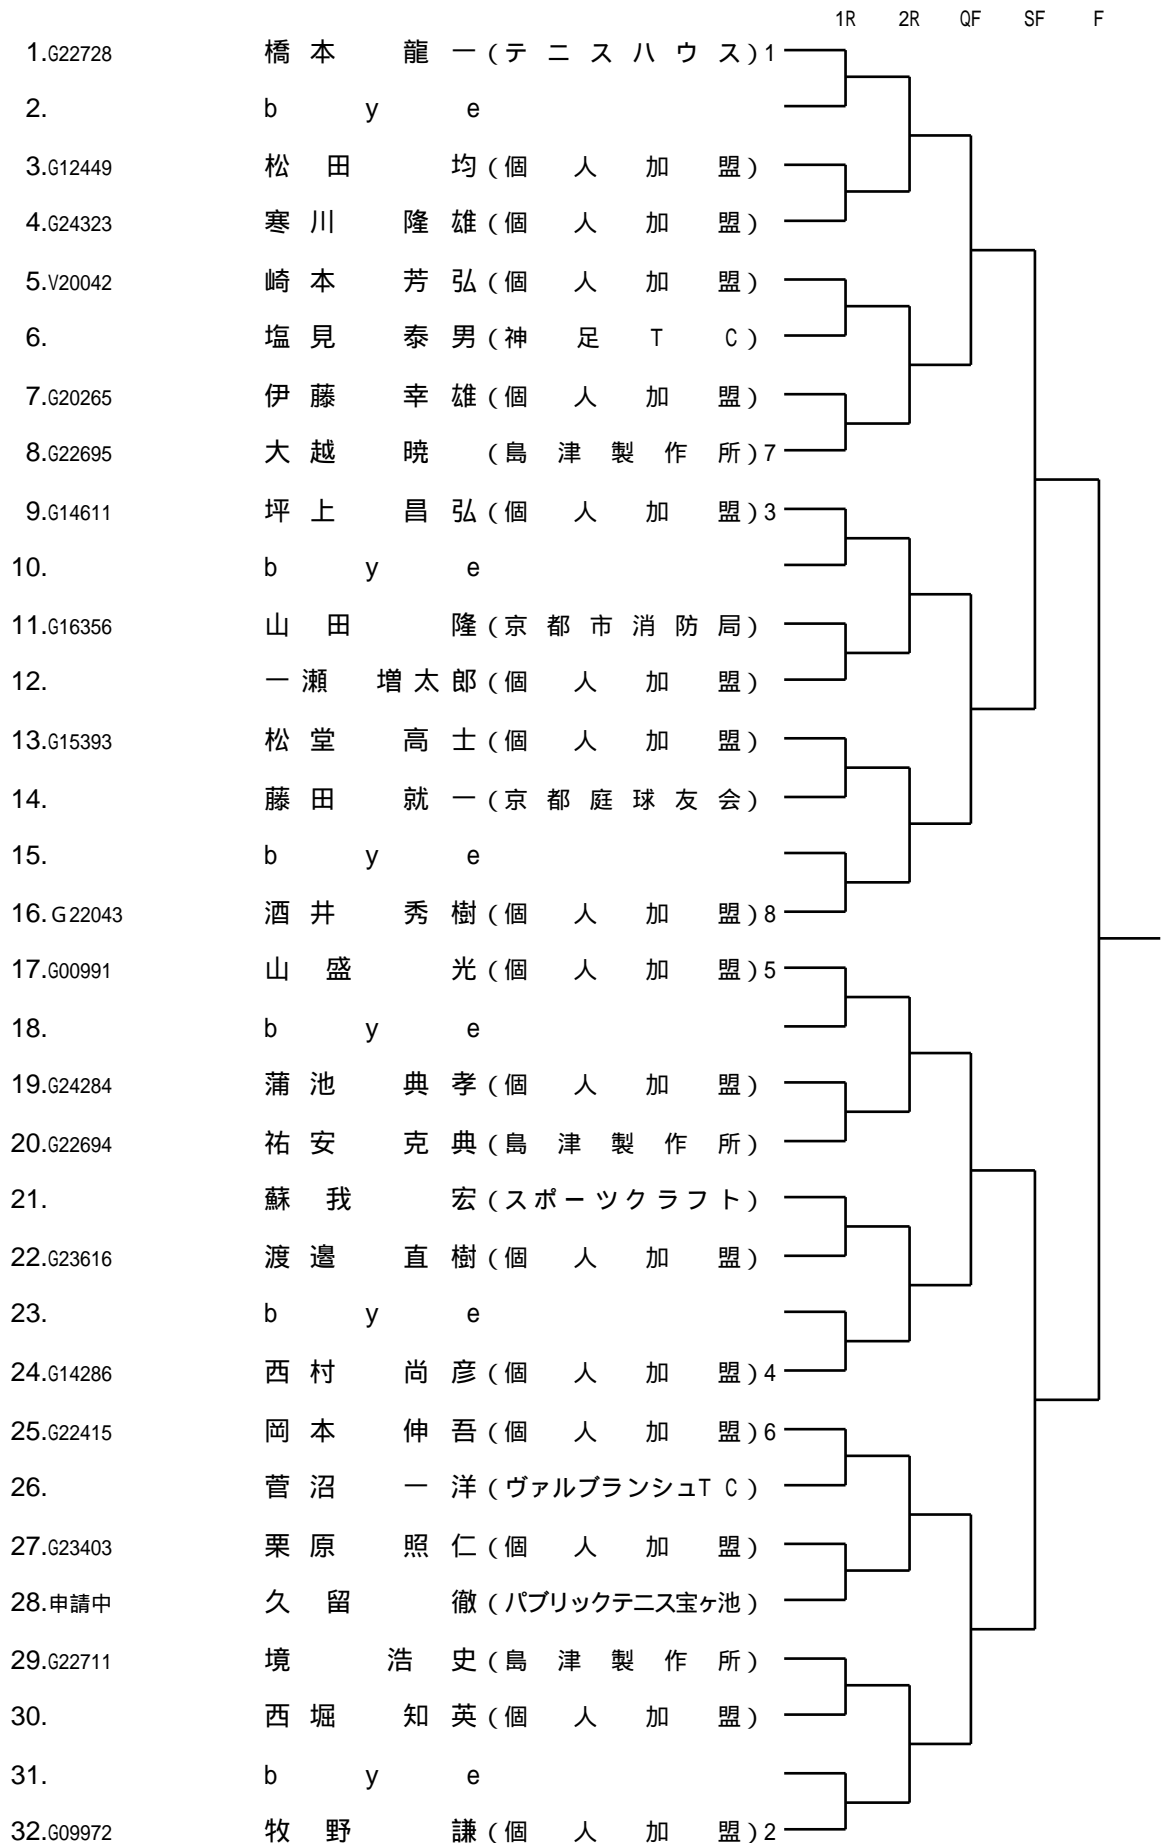 1R 2R QF SF F
1.G22728 橋本 龍一(テニスハウス)1
2. bye
3.G12449 松田 均(個人加盟)
4.G24323 寒川 隆雄(個人加盟)
5.V20042 崎本 芳弘(個人加盟)
6. 塩見 泰男(神足TC)
7.G20265 伊藤 幸雄(個人加盟)
8.G22695 大越 暁 (島津製作所)7
9.G14611 坪上 昌弘(個人加盟)3
10. bye
11.G16356 山田 隆(京都市消防局)
12. 一瀬 増太郎(個人加盟)
13.G15393 松堂 高士(個人加盟)
14. 藤田 就一(京都庭球友会)
15. bye
16.G22043 酒井 秀樹(個人加盟)8
17.G00991 山盛 光(個人加盟)5
18. bye
19.G24284 蒲池 典孝(個人加盟)
20.G22694 祐安 克典(島津製作所)
21. 蘇我 宏(スポーツクラフト)
22.G23616 渡邉 直樹(個人加盟)
23. bye
24.G14286 西村 尚彦(個人加盟)4
25.G22415 岡本 伸吾(個人加盟)6
26. 菅沼 一洋(ヴァルブランシュTC)
27.G23403 栗原 照仁(個人加盟)
28.申請中 久留 徹(パブリックテニス宝ヶ池)
29.G22711 境 浩史(島津製作所)
30. 西堀 知英(個人加盟)
31. bye
32.G09972 牧野 謙(個人加盟)2